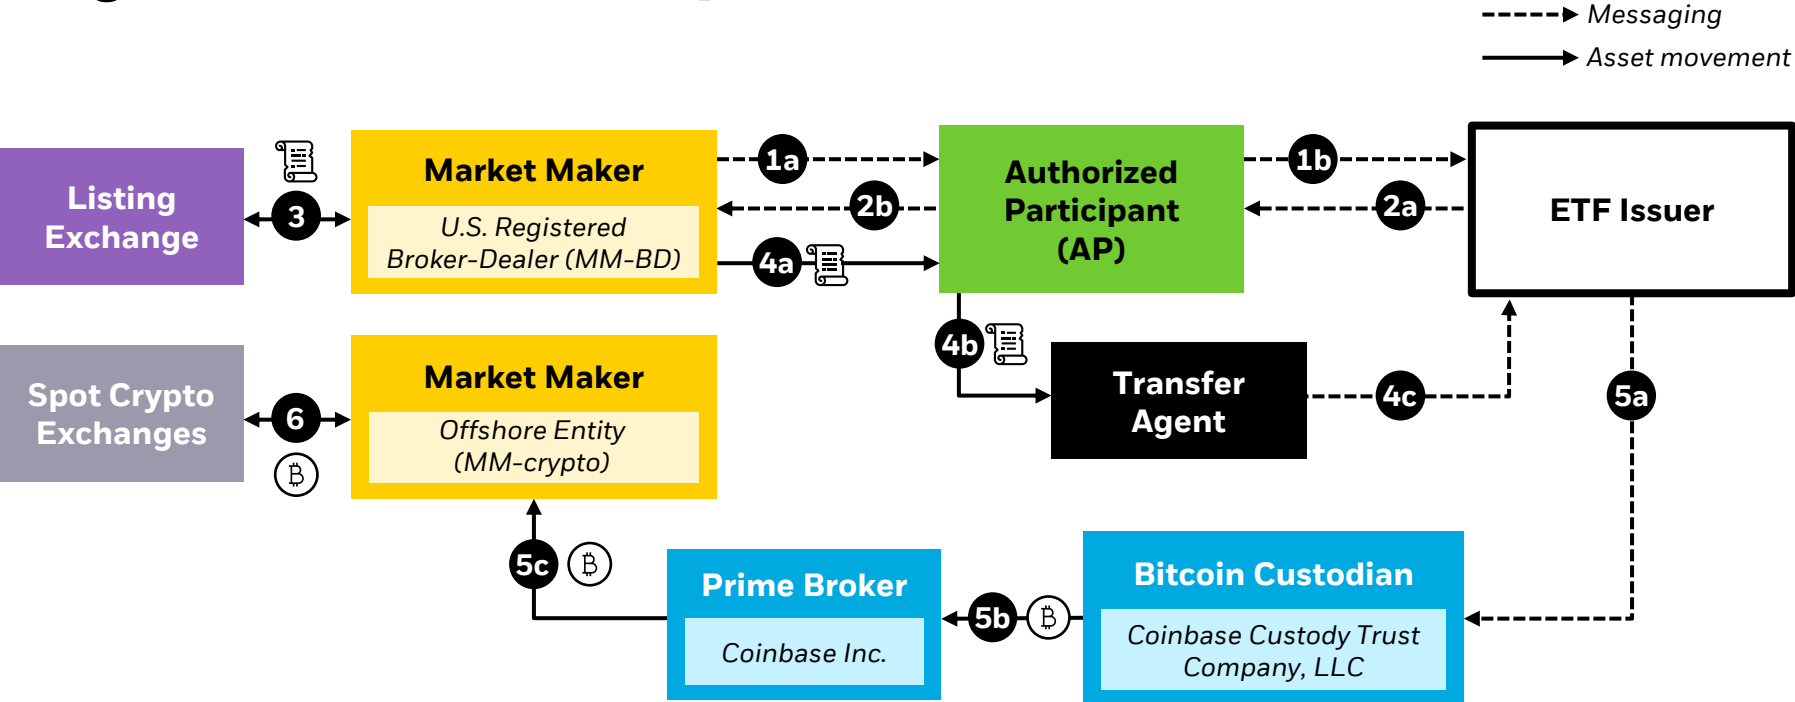 Messaging
Asset movement
Listing
Exchange
3
Market Maker
U.S. Registered
Broker-Dealer (MM-BD)
1a
2b
4a
Authorized
Participant
(AP)
1b
2a
ETF Issuer
4b
Transfer
Agent
4c
5a
Spot Crypto
Exchanges
6
Market Maker
Offshore Entity
(MM-crypto)
5c
Prime Broker
Coinbase Inc.
5b
Bitcoin Custodian
Coinbase Custody Trust
Company, LLC